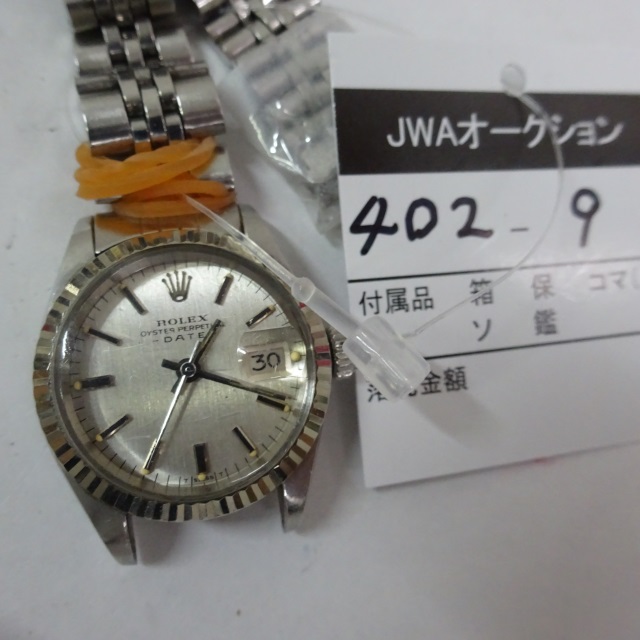 ROLEX
OYSTER PERPETUAL
DATE
30
JWAオークション
402-9
付属品 箱 保 コマ
ソ 鑑
金額